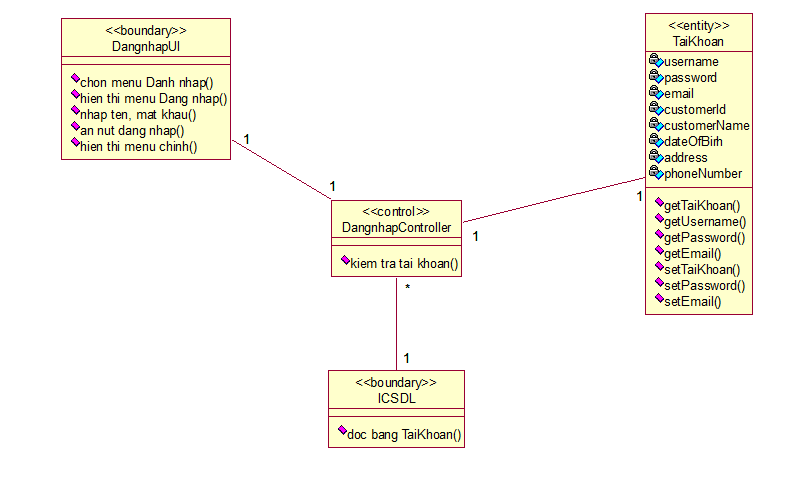 <<boundary>>
DangnhapUI
chon menu Danh nhap()
hien thi menu Dang nhap()
nhap ten, mat khau()
an nut dang nhap()
hien thi menu chinh()
<<entity>>
TaiKhoan
username
password
email
customerId
customerName
dateOfBirh
address
phoneNumber
getTaiKhoan()
getUsername()
getPassword()
getEmail()
setTaiKhoan()
setPassword()
setEmail()
1
1
<<control>>
DangnhapController
kiem tra tai khoan()
1
1
*
1
<<boundary>>
ICSDL
doc bang TaiKhoan()